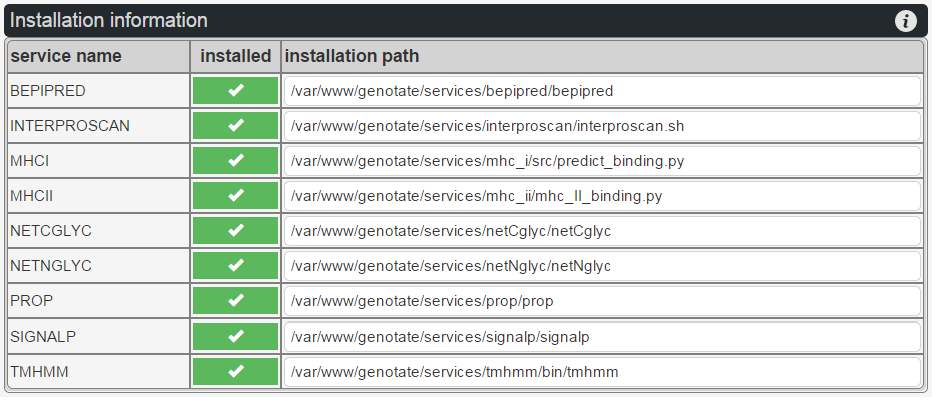 Installation information
service name installed installation path
BEPIPRED /var/www/genotate/services/bepipred/bepipred
INTERPROSCAN /var/www/genotate/services/interproscan/interproscan.sh
MHCI /var/www/genotate/services/mhc_i/src/predict_binding.py
MHCII /var/www/genotate/services/mhc_ii/mhc_II_binding.py
NETCGLYC /var/www/genotate/services/netCglyc/netCglyc
NETNGLYC /var/www/genotate/services/netNglyc/netNglyc
PROP /var/www/genotate/services/prop/prop
SIGNALP /var/www/genotate/services/signalp/signalp
TMHMM /var/www/genotate/services/tmhmm/bin/tmhmm